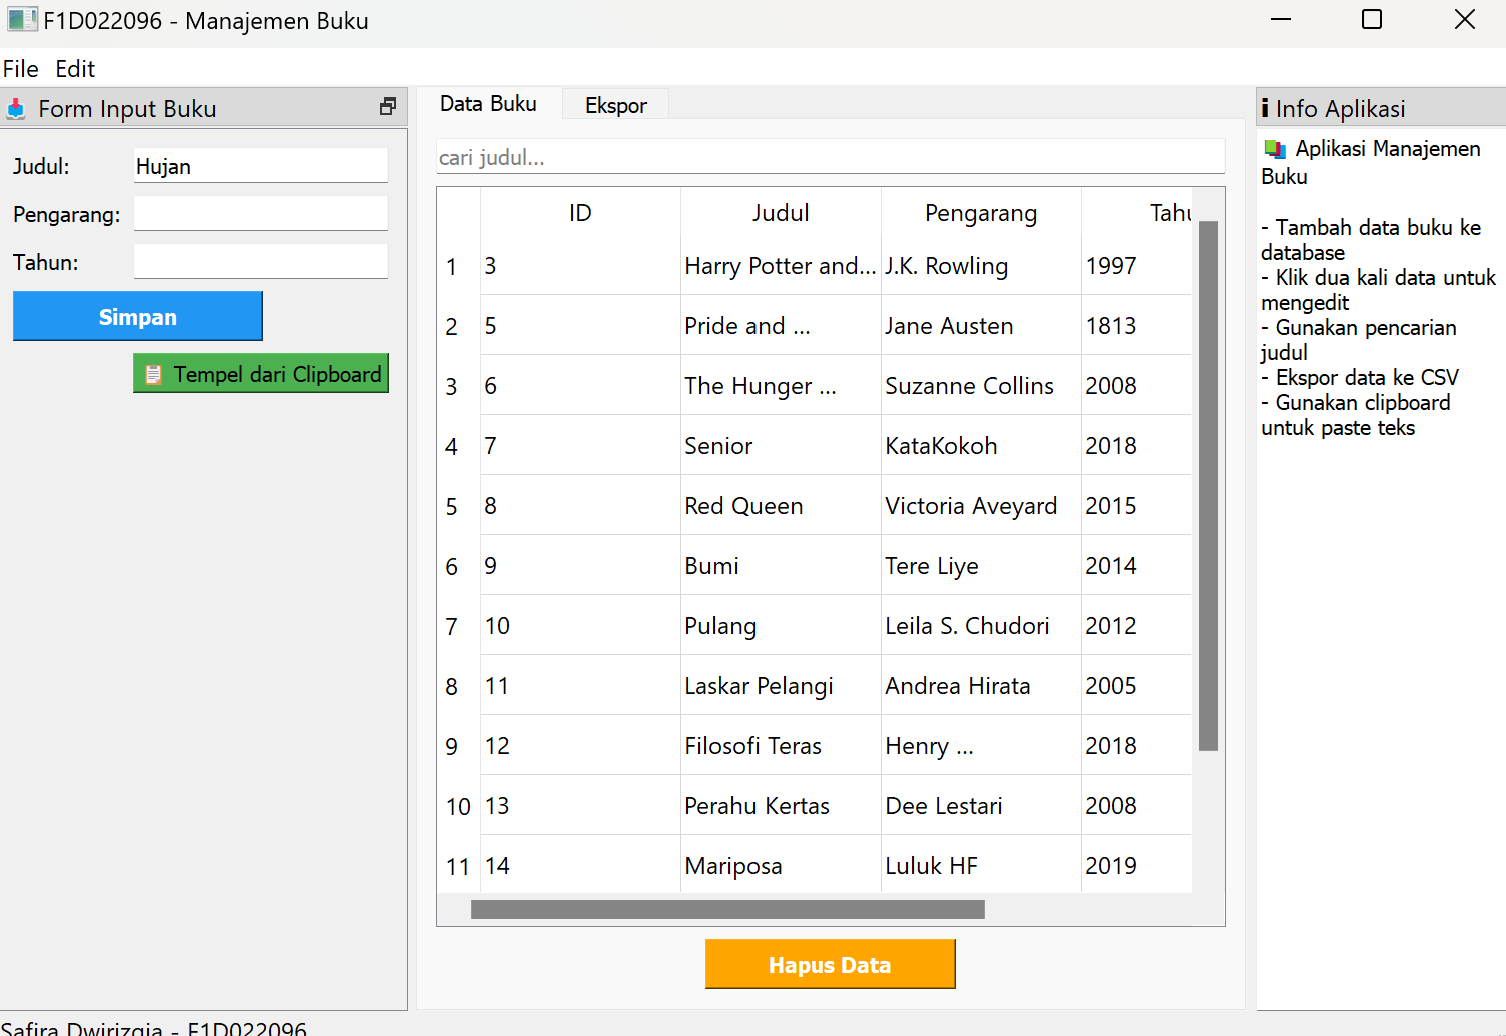 F1D022096 - Manajemen Buku
File Edit
Form Input Buku
Judul: Hujan
Pengarang:
Tahun:
Simpan
Tempel dari Clipboard
Data Buku Ekspor
cari judul...
ID Judul Pengarang Tahu
1 3 Harry Potter and... J.K. Rowling 1997
2 5 Pride and ... Jane Austen 1813
3 6 The Hunger ... Suzanne Collins 2008
4 7 Senior KataKokoh 2018
5 8 Red Queen Victoria Aveyard 2015
6 9 Bumi Tere Liye 2014
7 10 Pulang Leila S. Chudori 2012
8 11 Laskar Pelangi Andrea Hirata 2005
9 12 Filosofi Teras Henry ... 2018
10 13 Perahu Kertas Dee Lestari 2008
11 14 Mariposa Luluk HF 2019
Hapus Data
Info Aplikasi
Aplikasi Manajemen
Buku
- Tambah data buku ke
database
- Klik dua kali data untuk
mengedit
- Gunakan pencarian
judul
- Ekspor data ke CSV
- Gunakan clipboard
untuk paste teks
Safira Dwirizqia - F1D022096